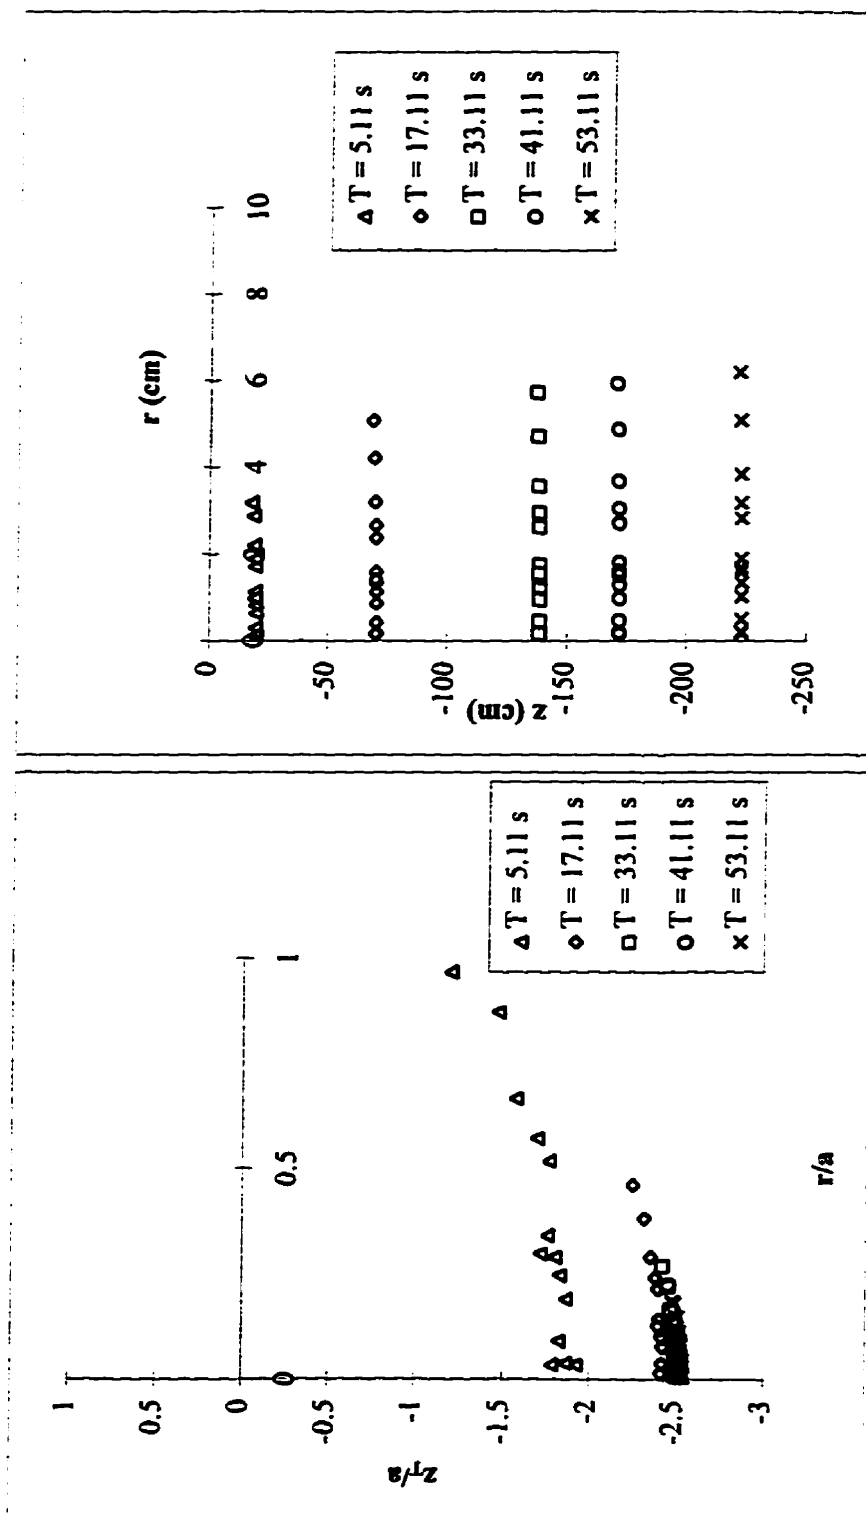 z_T/a
1
0.5
0
-0.5
-1
-1.5
-2
-2.5
-3
0
0.5
1
r/a
T = 5.11 s
T = 17.11 s
T = 33.11 s
T = 41.11 s
T = 53.11 s
r (cm)
z (cm)
0
-50
-100
-150
-200
-250
4
6
8
10
T = 5.11 s
T = 17.11 s
T = 33.11 s
T = 41.11 s
T = 53.11 s